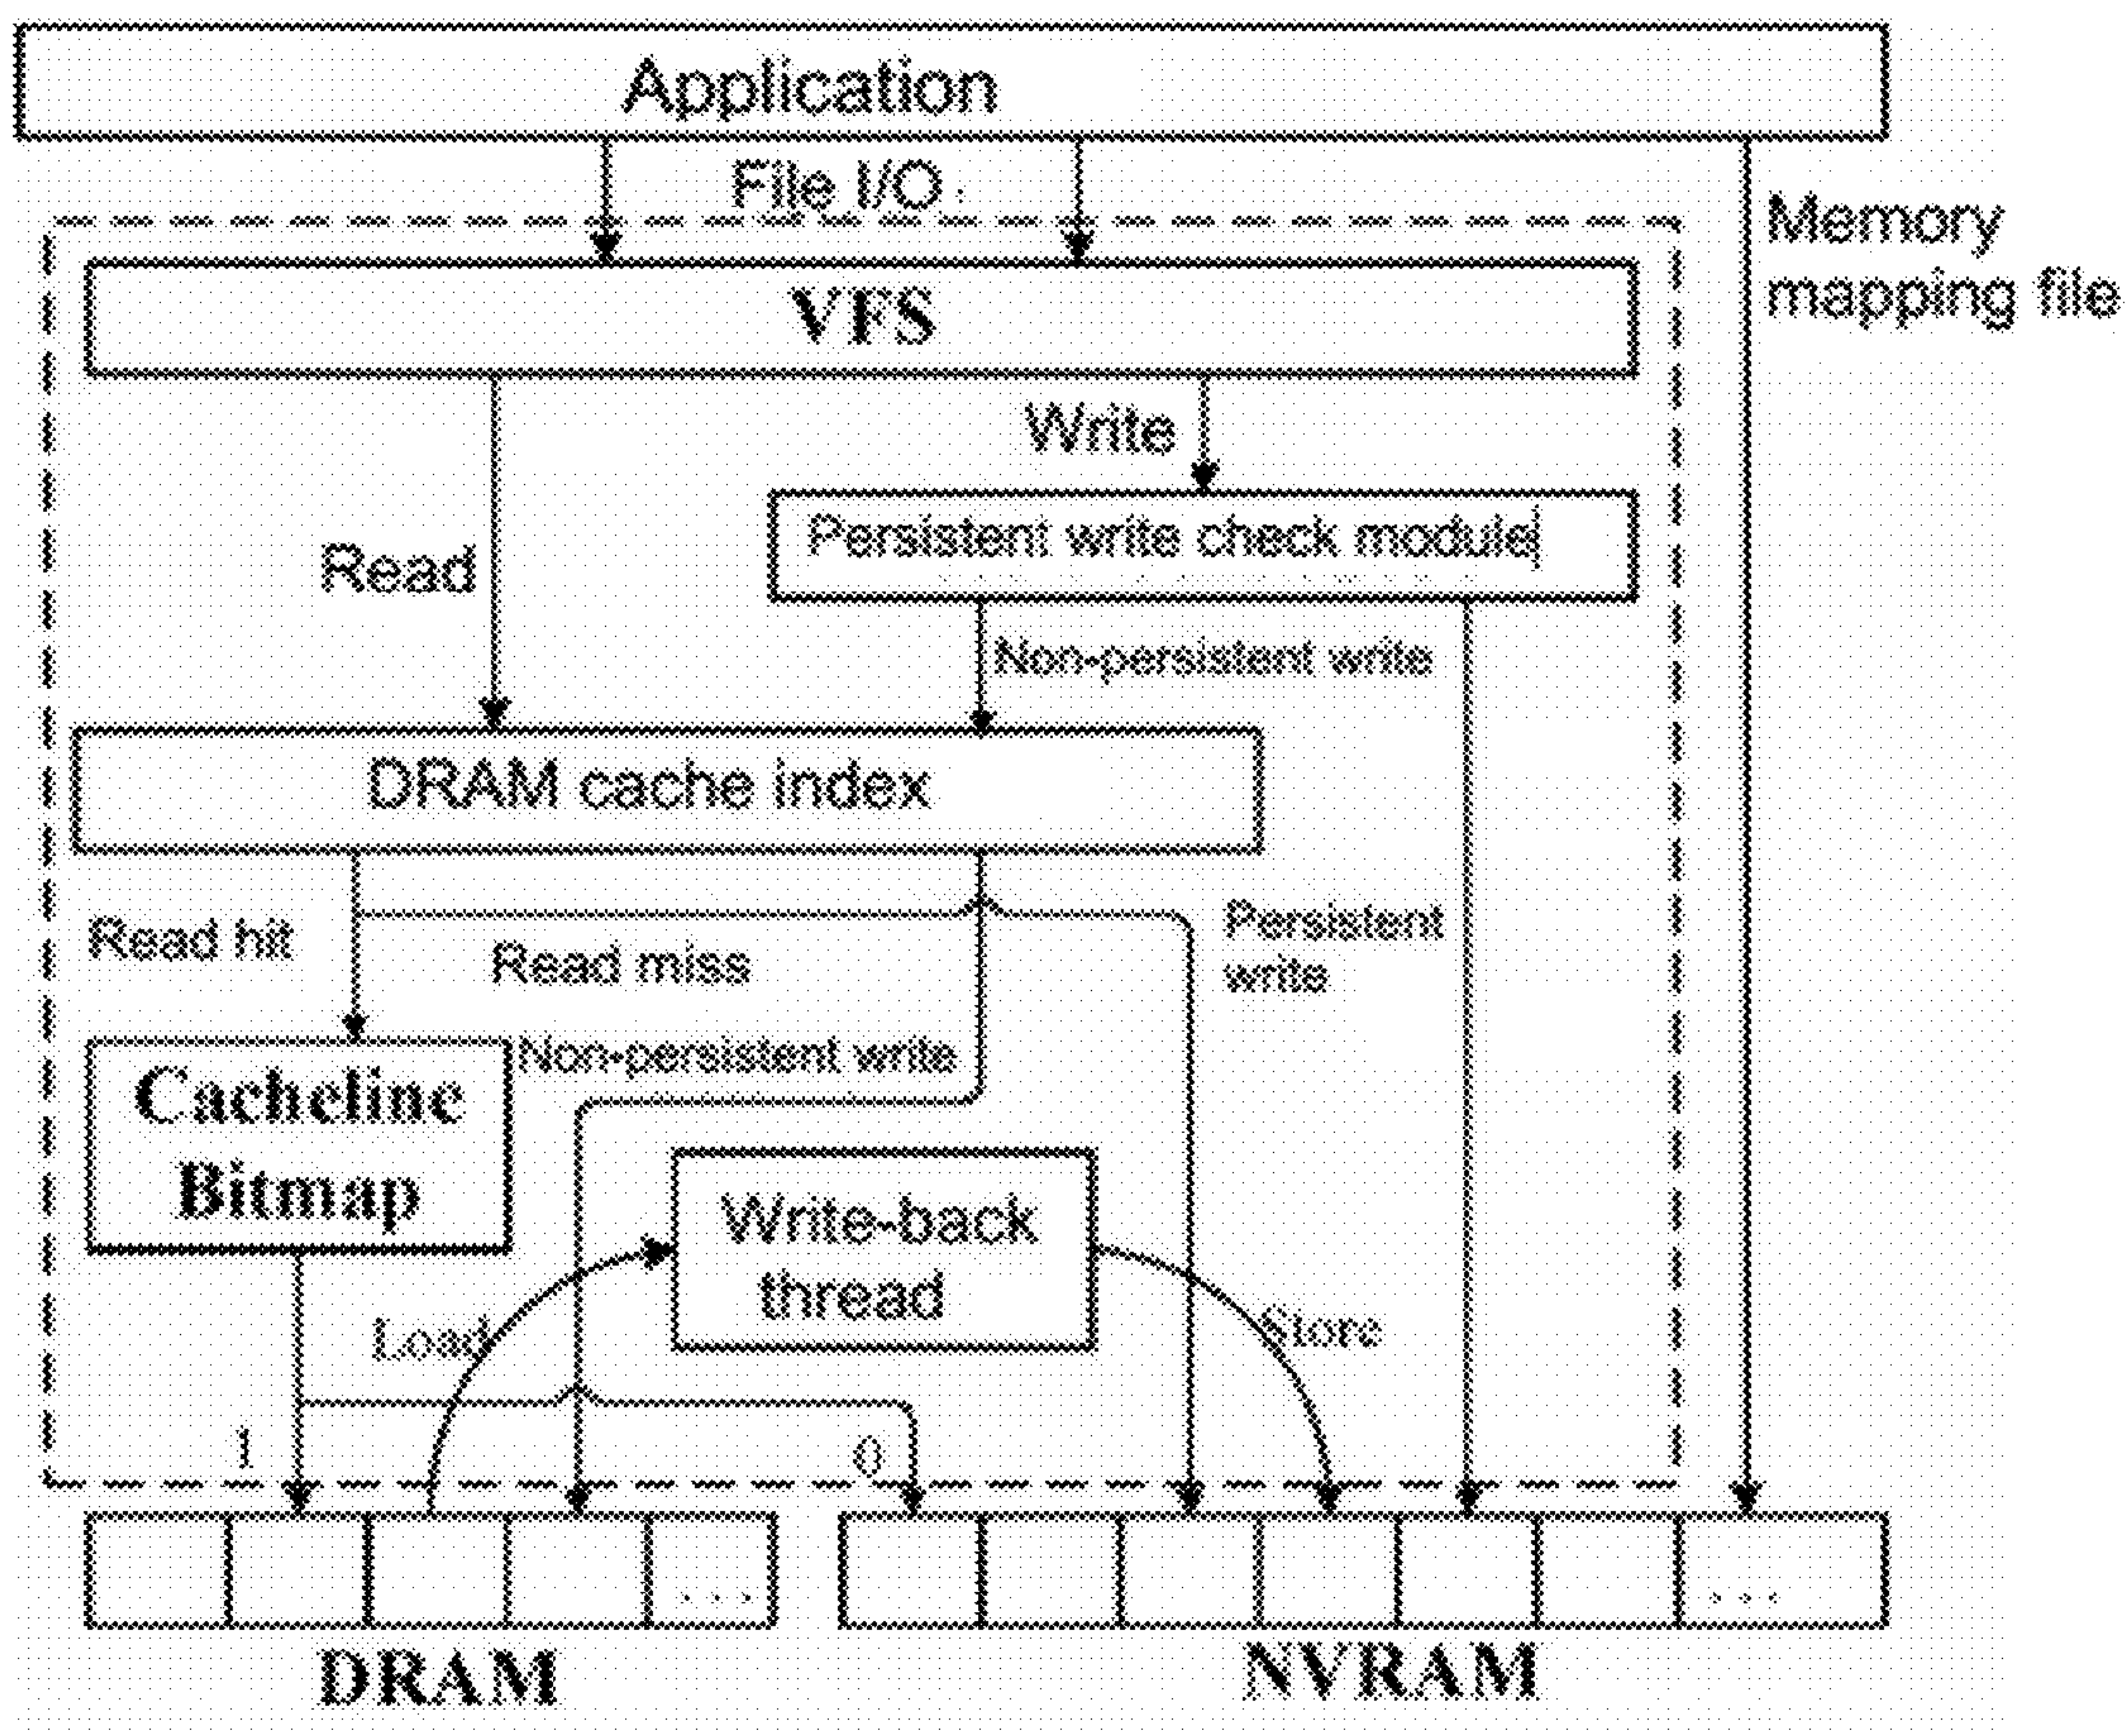 Application
File I/O
Memory
mapping file
VFS
Write
Persistent write check module
Read
Non-persistent write
DRAM cache index
Read hit
Read miss
Persistent
write
Non-persistent write
Cacheline
Bitmap
Write-back
thread
Load
Store
1
0
...
...
DRAM
NVRAM